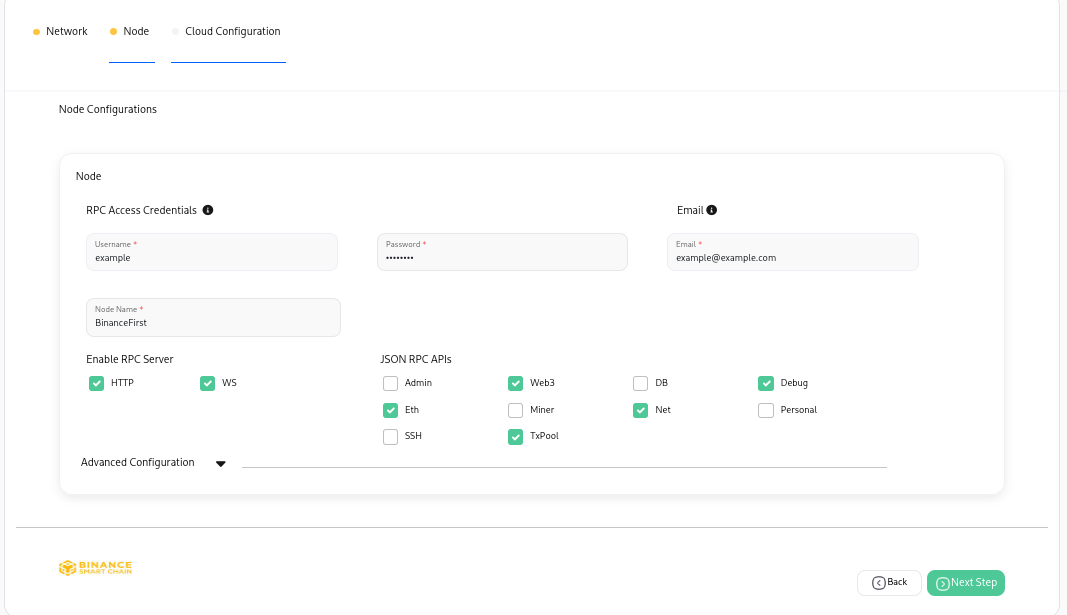 Network Node Cloud Configuration
Node Configurations
Node
RPC Access Credentials Email
Username * Password * Email *
example •••••••• example@example.com
Node Name *
BinanceFirst
Enable RPC Server JSON RPC APIs
HTTP WS Admin Web3 DB Debug
Eth Miner Net Personal
SSH TxPool
Advanced Configuration
BINANCE
SMART CHAIN
Back Next Step